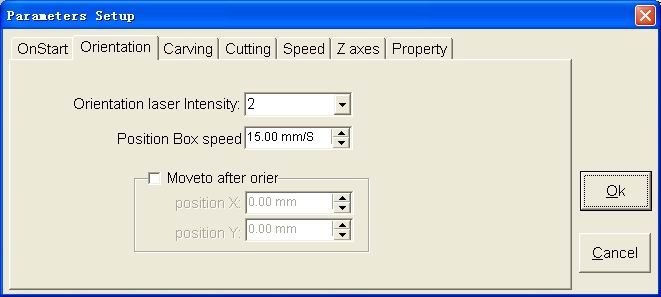 Parameters Setup
OnStart Orientation Carving Cutting Speed Z axes Property
Orientation laser Intensity: 2
Position Box speed 15.00 mm/S
Moveto after orier
position X: 0.00 mm
position Y: 0.00 mm
Ok
Cancel